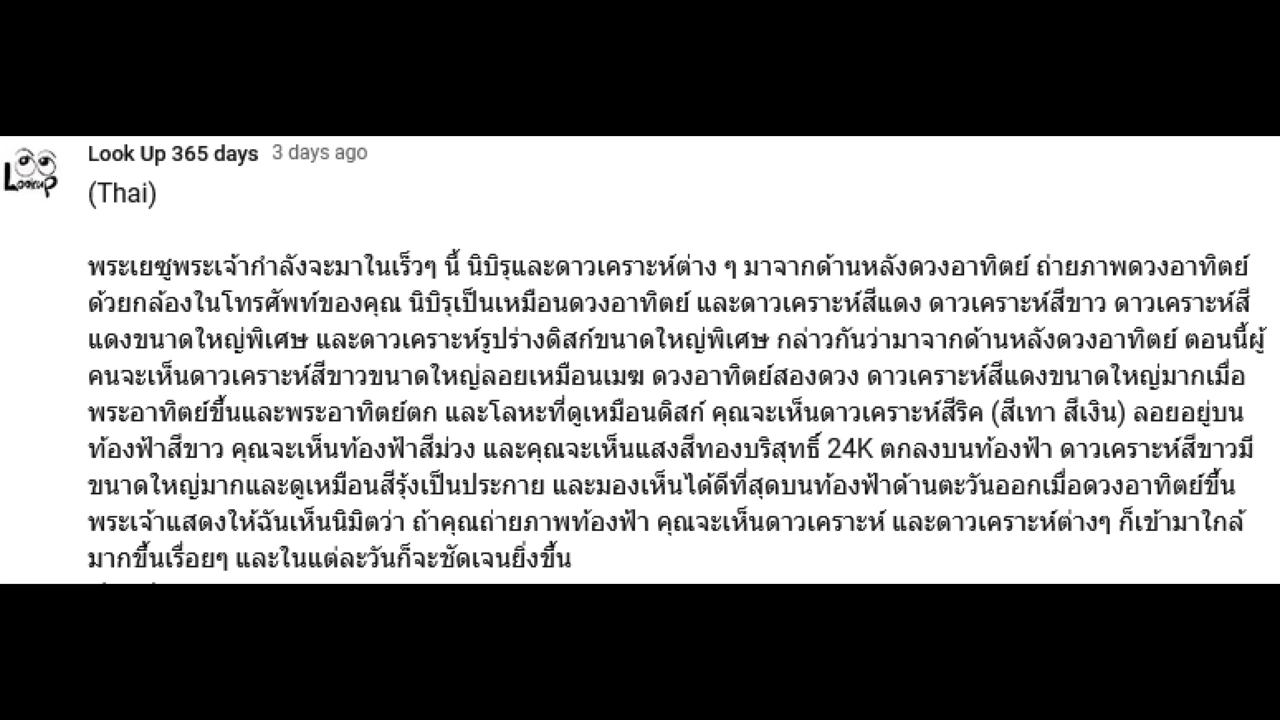 Lookup
Look Up 365 days 3 days ago
(Thai)
พระเยซูพระเจ้ากำลังจะมาในเร็วๆ นี้ นิบิรุและดาวเคราะห์ต่าง ๆ มาจากด้านหลังดวงอาทิตย์ ถ่ายภาพดวงอาทิตย์
ด้วยกล้องในโทรศัพท์ของคุณ นิบิรุเป็นเหมือนดวงอาทิตย์ และดาวเคราะห์สีแดง ดาวเคราะห์สีขาว ดาวเคราะห์สี
แดงขนาดใหญ่พิเศษ และดาวเคราะห์รูปร่างดิสก์ขนาดใหญ่พิเศษ กล่าวกันว่ามาจากด้านหลังดวงอาทิตย์ ตอนนี้ผู้
คนจะเห็นดาวเคราะห์สีขาวขนาดใหญ่ลอยเหมือนเมฆ ดวงอาทิตย์สองดวง ดาวเคราะห์สีแดงขนาดใหญ่มากเมื่อ
พระอาทิตย์ขึ้นและพระอาทิตย์ตก และโลหะที่ดูเหมือนดิสก์ คุณจะเห็นดาวเคราะห์สีริค (สีเทา สีเงิน) ลอยอยู่บน
ท้องฟ้าสีขาว คุณจะเห็นท้องฟ้าสีม่วง และคุณจะเห็นแสงสีทองบริสุทธิ์ 24K ตกลงบนท้องฟ้า ดาวเคราะห์สีขาวมี
ขนาดใหญ่มากและดูเหมือนสีรุ้งเป็นประกาย และมองเห็นได้ดีที่สุดบนท้องฟ้าด้านตะวันออกเมื่อดวงอาทิตย์ขึ้น
พระเจ้าแสดงให้ฉันเห็นนิมิตว่า ถ้าคุณถ่ายภาพท้องฟ้า คุณจะเห็นดาวเคราะห์ และดาวเคราะห์ต่างๆ ก็เข้ามาใกล้
มากขึ้นเรื่อยๆ และในแต่ละวันก็จะชัดเจนยิ่งขึ้น